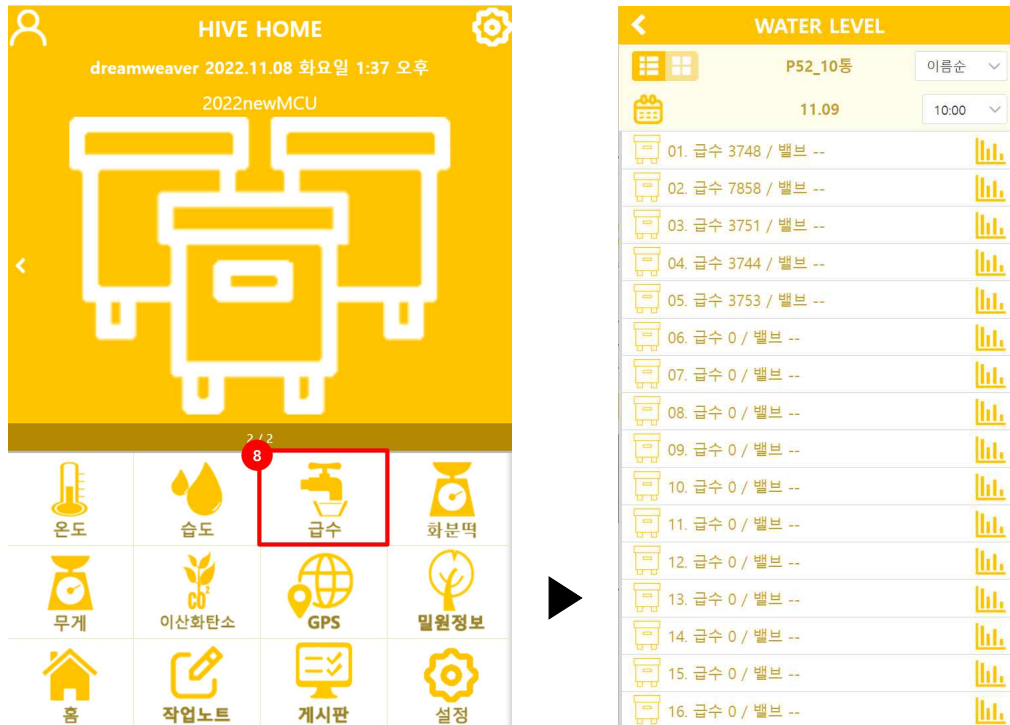 HIVE HOME
dreamweaver 2022.11.08 화요일 1:37 오후
2022newMCU
2 / 2
8
온도
습도
급수
화분떡
무게
CO²
이산화탄소
GPS
밀원정보
홈
작업노트
게시판
설정
WATER LEVEL
P52_10통
이름순
11.09
10:00
01. 급수 3748 / 밸브 --
02. 급수 7858 / 밸브 --
03. 급수 3751 / 밸브 --
04. 급수 3744 / 밸브 --
05. 급수 3753 / 밸브 --
06. 급수 0 / 밸브 --
07. 급수 0 / 밸브 --
08. 급수 0 / 밸브 --
09. 급수 0 / 밸브 --
10. 급수 0 / 밸브 --
11. 급수 0 / 밸브 --
12. 급수 0 / 밸브 --
13. 급수 0 / 밸브 --
14. 급수 0 / 밸브 --
15. 급수 0 / 밸브 --
16. 급수 0 / 밸브 --